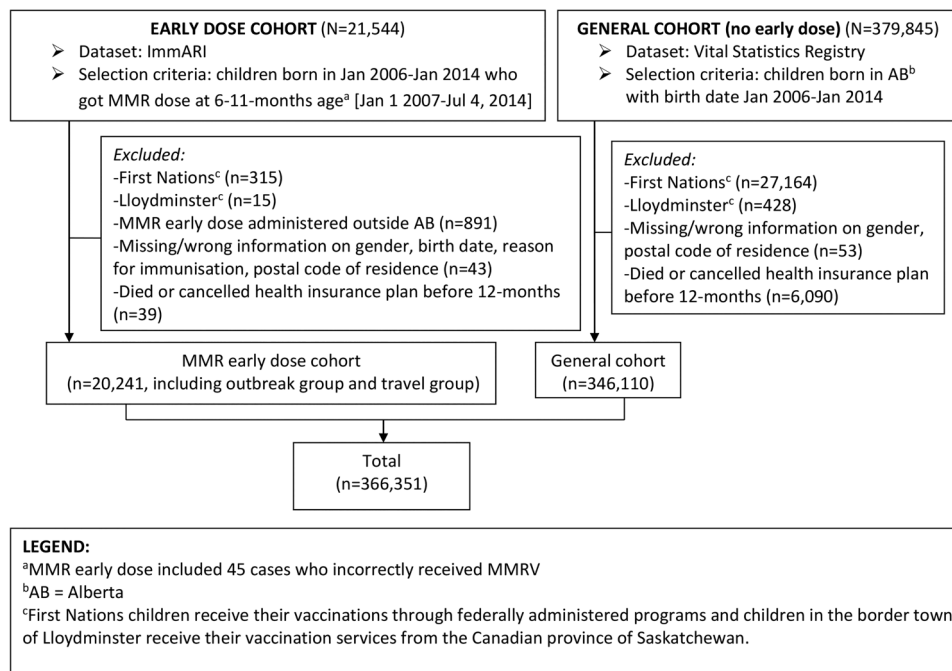 EARLY DOSE COHORT (N=21,544)
➢ Dataset: ImmARI
➢ Selection criteria: children born in Jan 2006-Jan 2014 who
got MMR dose at 6-11-months ageᵃ [Jan 1 2007-Jul 4, 2014]
GENERAL COHORT (no early dose) (N=379,845)
➢ Dataset: Vital Statistics Registry
➢ Selection criteria: children born in ABᵇ
with birth date Jan 2006-Jan 2014
Excluded:
-First Nationsᶜ (n=315)
-Lloydminsterᶜ (n=15)
-MMR early dose administered outside AB (n=891)
-Missing/wrong information on gender, birth date, reason
for immunisation, postal code of residence (n=43)
-Died or cancelled health insurance plan before 12-months
(n=39)
Excluded:
-First Nationsᶜ (n=27,164)
-Lloydminsterᶜ (n=428)
-Missing/wrong information on gender,
postal code of residence (n=53)
-Died or cancelled health insurance plan
before 12-months (n=6,090)
MMR early dose cohort
(n=20,241, including outbreak group and travel group)
General cohort
(n=346,110)
Total
(n=366,351)
LEGEND:
ᵃMMR early dose included 45 cases who incorrectly received MMRV
ᵇAB = Alberta
ᶜFirst Nations children receive their vaccinations through federally administered programs and children in the border town
of Lloydminster receive their vaccination services from the Canadian province of Saskatchewan.